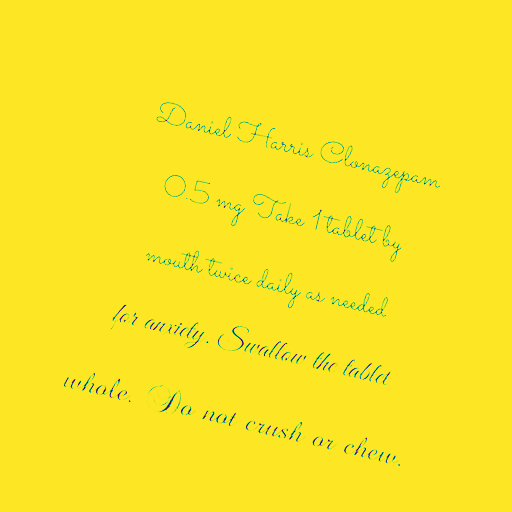 Daniel Harris Clonazepam
0.5 mg Take 1 tablet by
mouth twice daily as needed
for anxiety. Swallow the tablet
whole. Do not crush or chew.